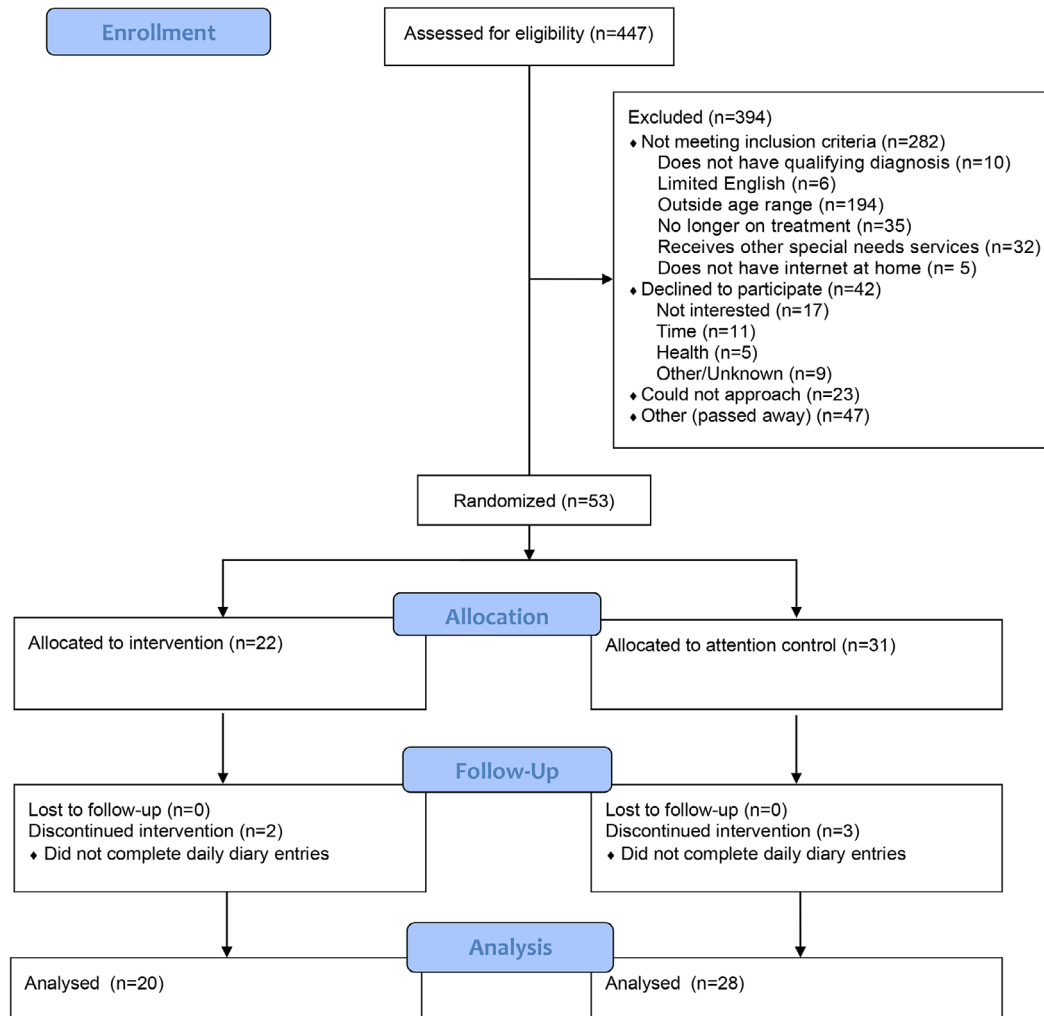 Enrollment
Assessed for eligibility (n=447)
Excluded (n=394)
♦ Not meeting inclusion criteria (n=282)
Does not have qualifying diagnosis (n=10)
Limited English (n=6)
Outside age range (n=194)
No longer on treatment (n=35)
Receives other special needs services (n=32)
Does not have internet at home (n= 5)
♦ Declined to participate (n=42)
Not interested (n=17)
Time (n=11)
Health (n=5)
Other/Unknown (n=9)
♦ Could not approach (n=23)
♦ Other (passed away) (n=47)
Randomized (n=53)
Allocation
Allocated to intervention (n=22)
Allocated to attention control (n=31)
Follow-Up
Lost to follow-up (n=0)
Discontinued intervention (n=2)
♦ Did not complete daily diary entries
Lost to follow-up (n=0)
Discontinued intervention (n=3)
♦ Did not complete daily diary entries
Analysis
Analysed (n=20)
Analysed (n=28)